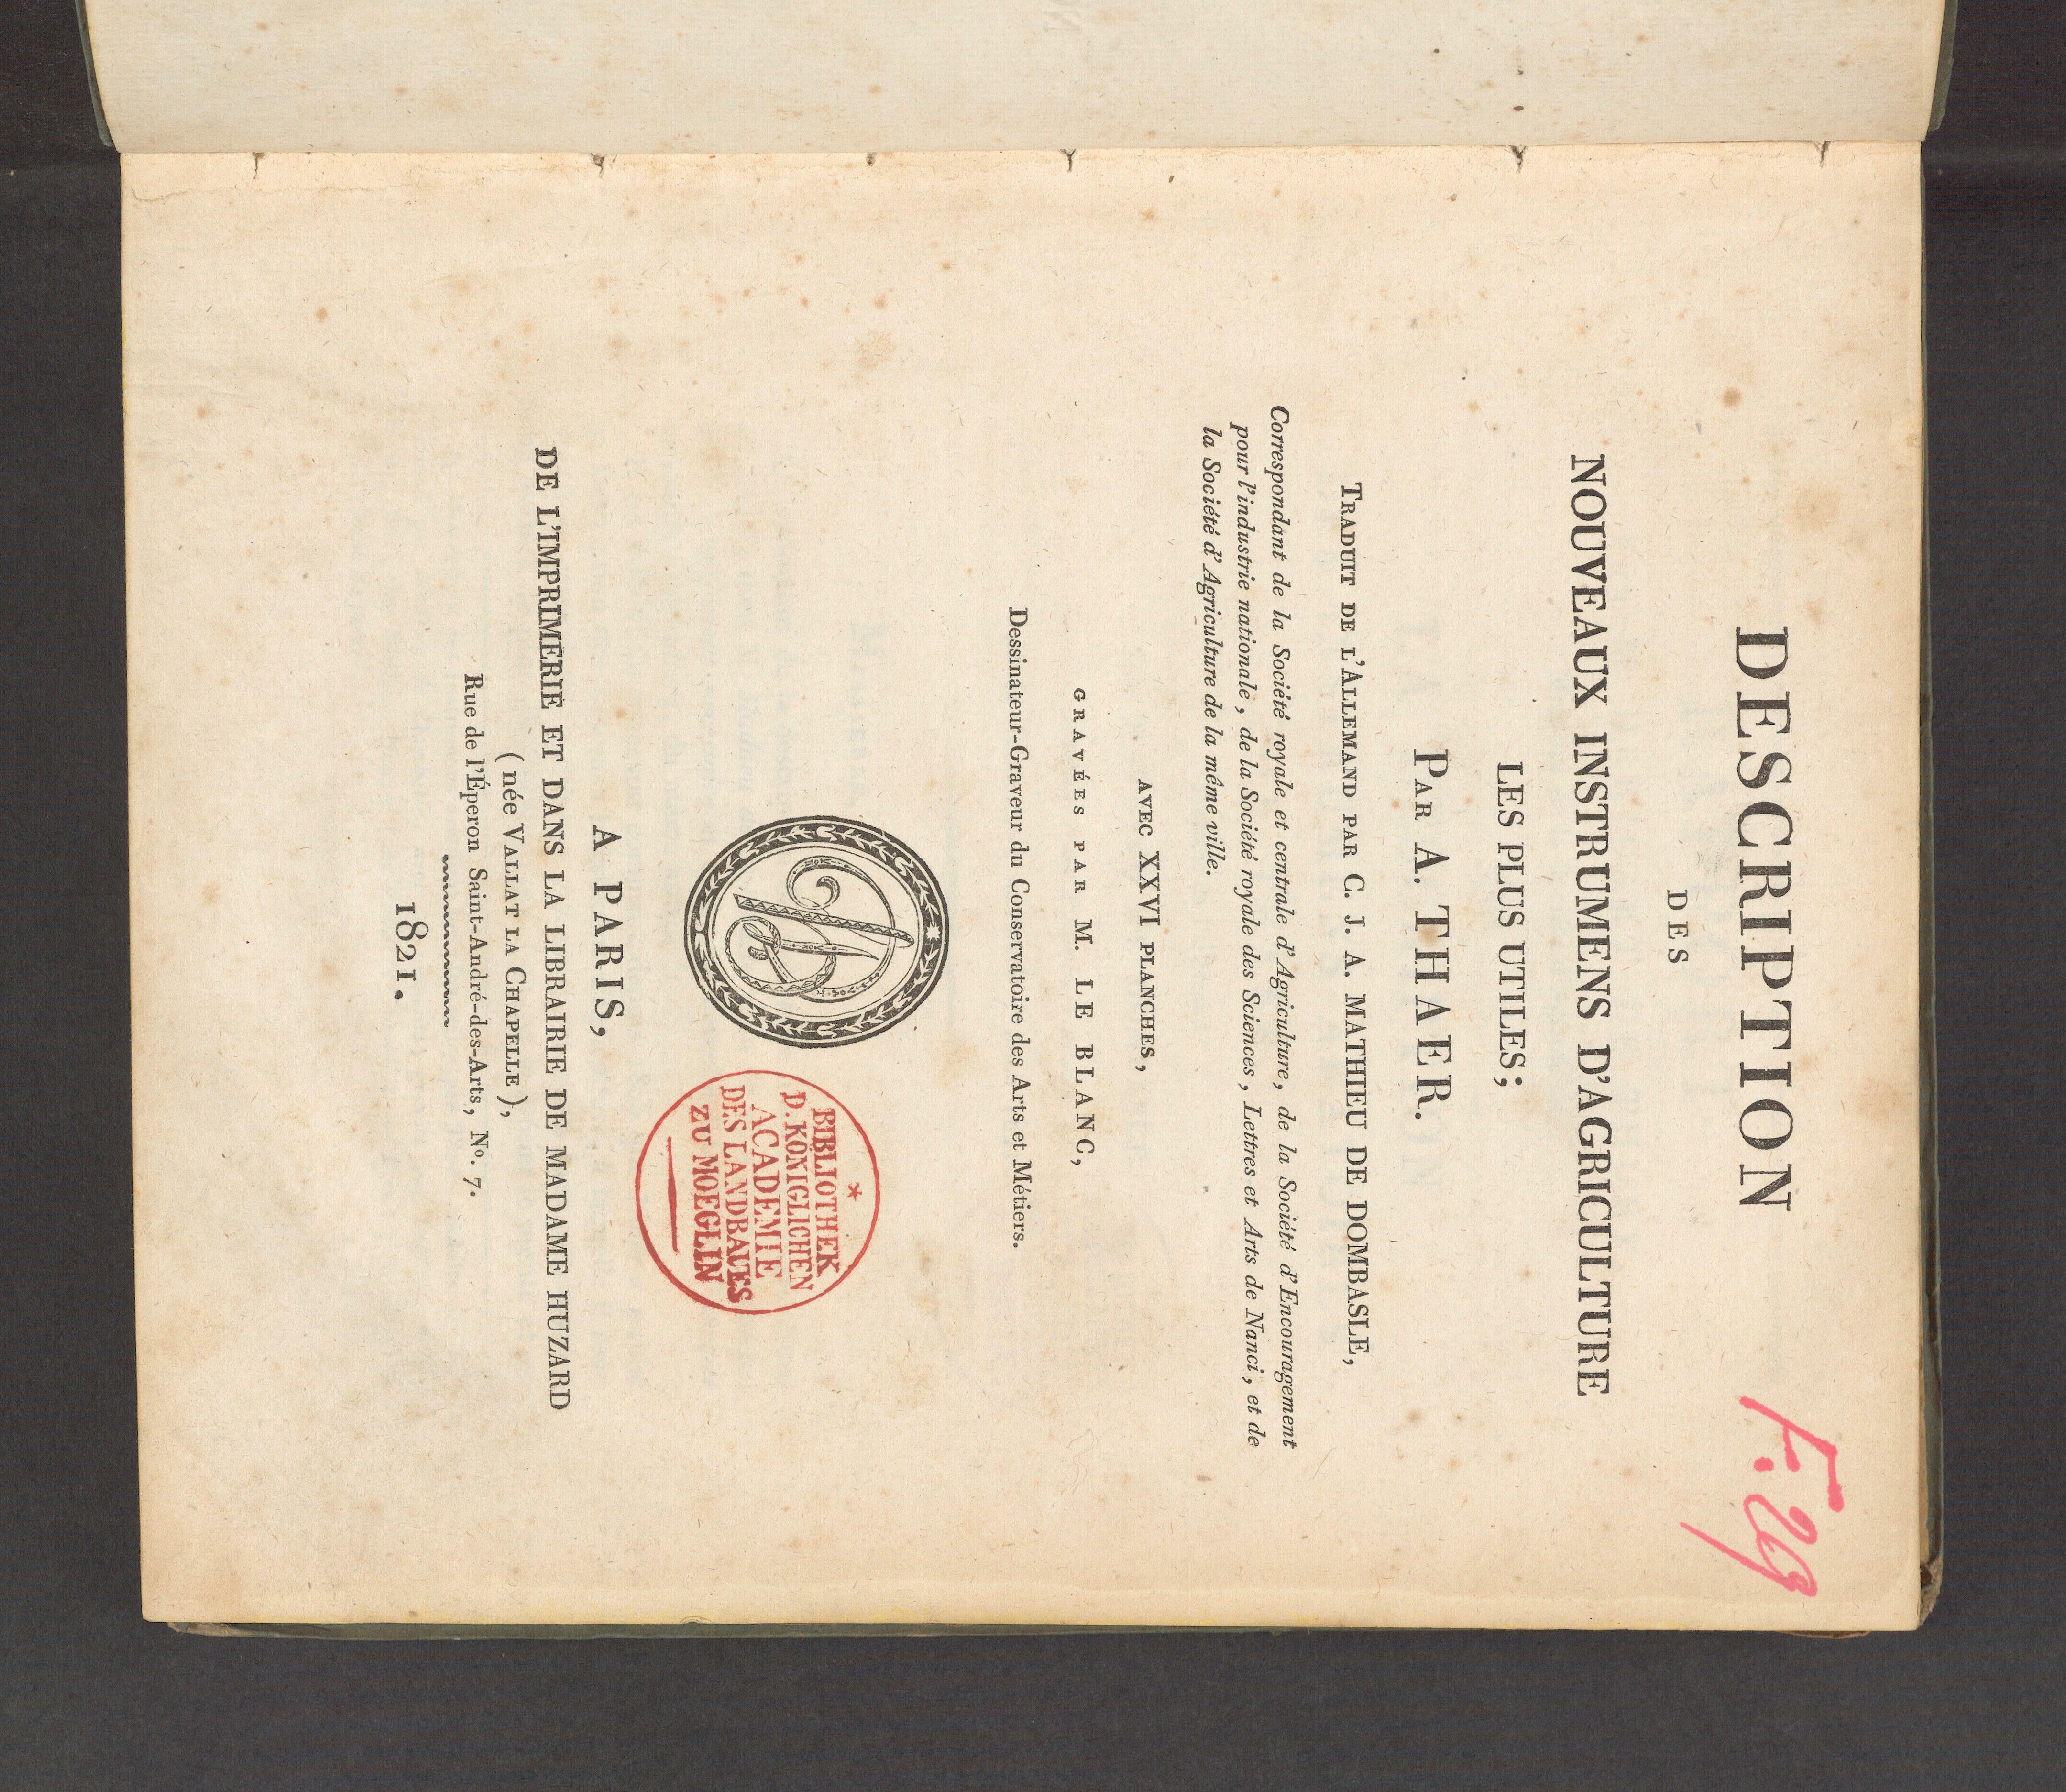 F. 29
DESCRIPTION
DES
NOUVEAUX INSTRUMENS D'AGRICULTURE
LES PLUS UTILES;
PAR A. THAER.
TRADUIT DE L'ALLEMAND PAR C. J. A. MATHIEU DE DOMBASLE,
Correspondant de la Société royale et centrale d'Agriculture, de la Société d'Encouragement
pour l'industrie nationale, de la Société royale des Sciences, Lettres et Arts de Nanci, et de
la Société d'Agriculture de la même ville.
AVEC XXVI PLANCHES,
GRAVÉES PAR M. LE BLANC,
Dessinateur-Graveur du Conservatoire des Arts et Métiers.
BIBLIOTHEK
D. KÖNIGLICHEN
ACADEMIE
DES LANDBAUES
ZU MOEGLIN
A PARIS,
DE L'IMPRIMERIE ET DANS LA LIBRAIRIE DE MADAME HUZARD
(née VALLAT LA CHAPELLE),
Rue de l'Éperon Saint-André-des-Arts, N°. 7.
1821.